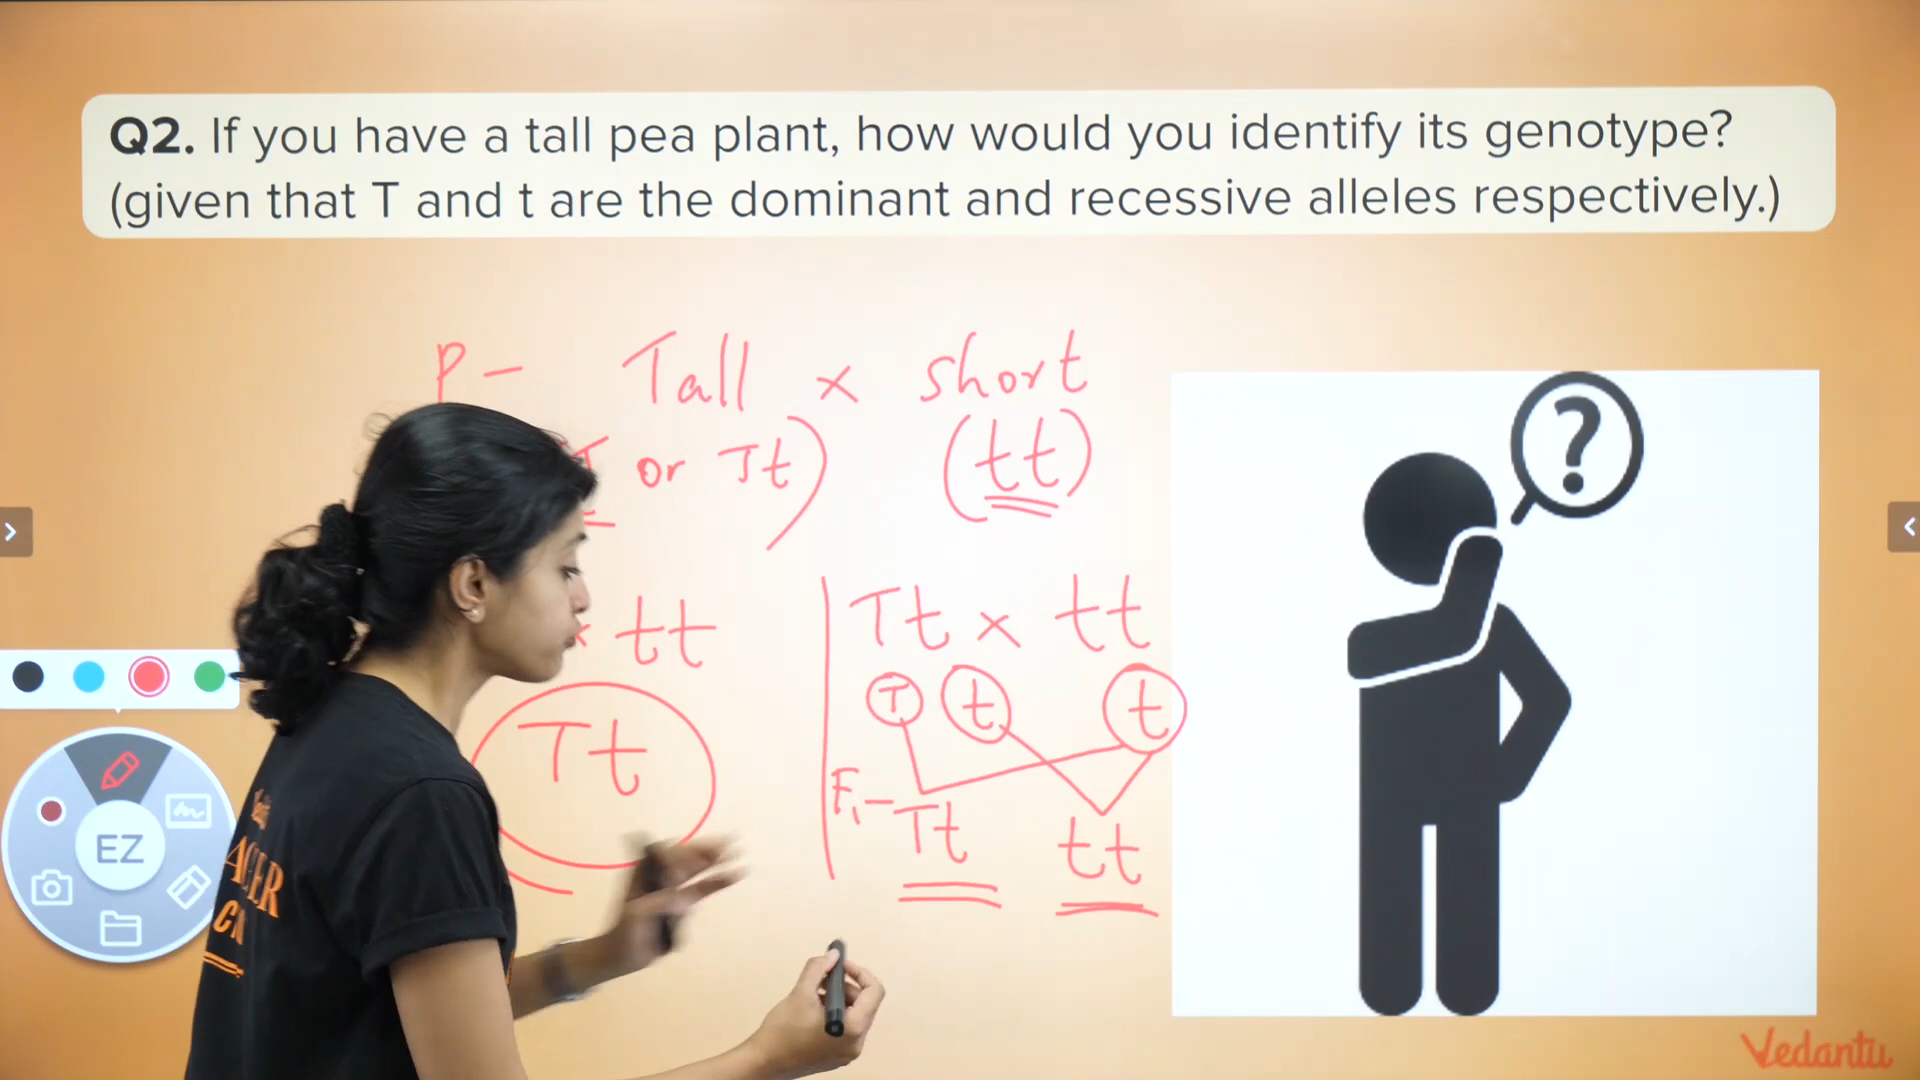 Q2. If you have a tall pea plant, how would you identify its genotype?
(given that T and t are the dominant and recessive alleles respectively.)
P - Tall × short
or Tt) (tt)
× tt
Tt × tt
T t t
Tt
F₁ - Tt tt
EZ
Vedantu